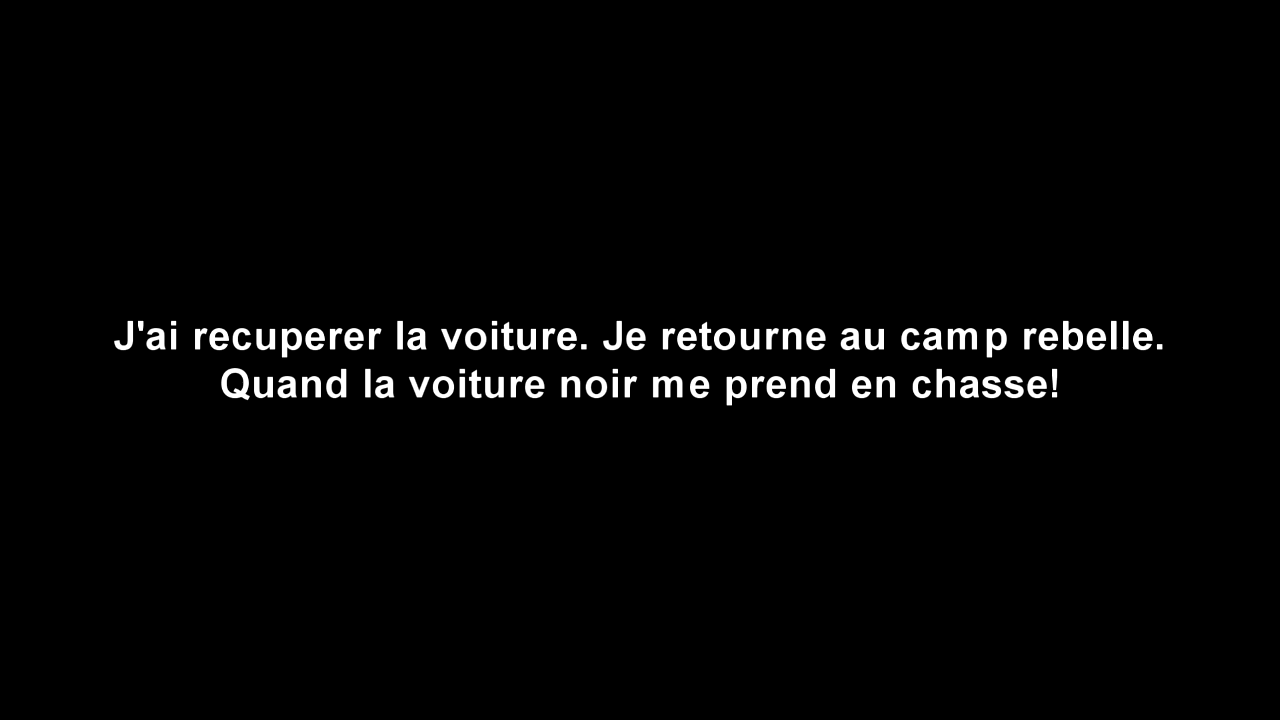 J'ai recuperer la voiture. Je retourne au camp rebelle.
Quand la voiture noir me prend en chasse!